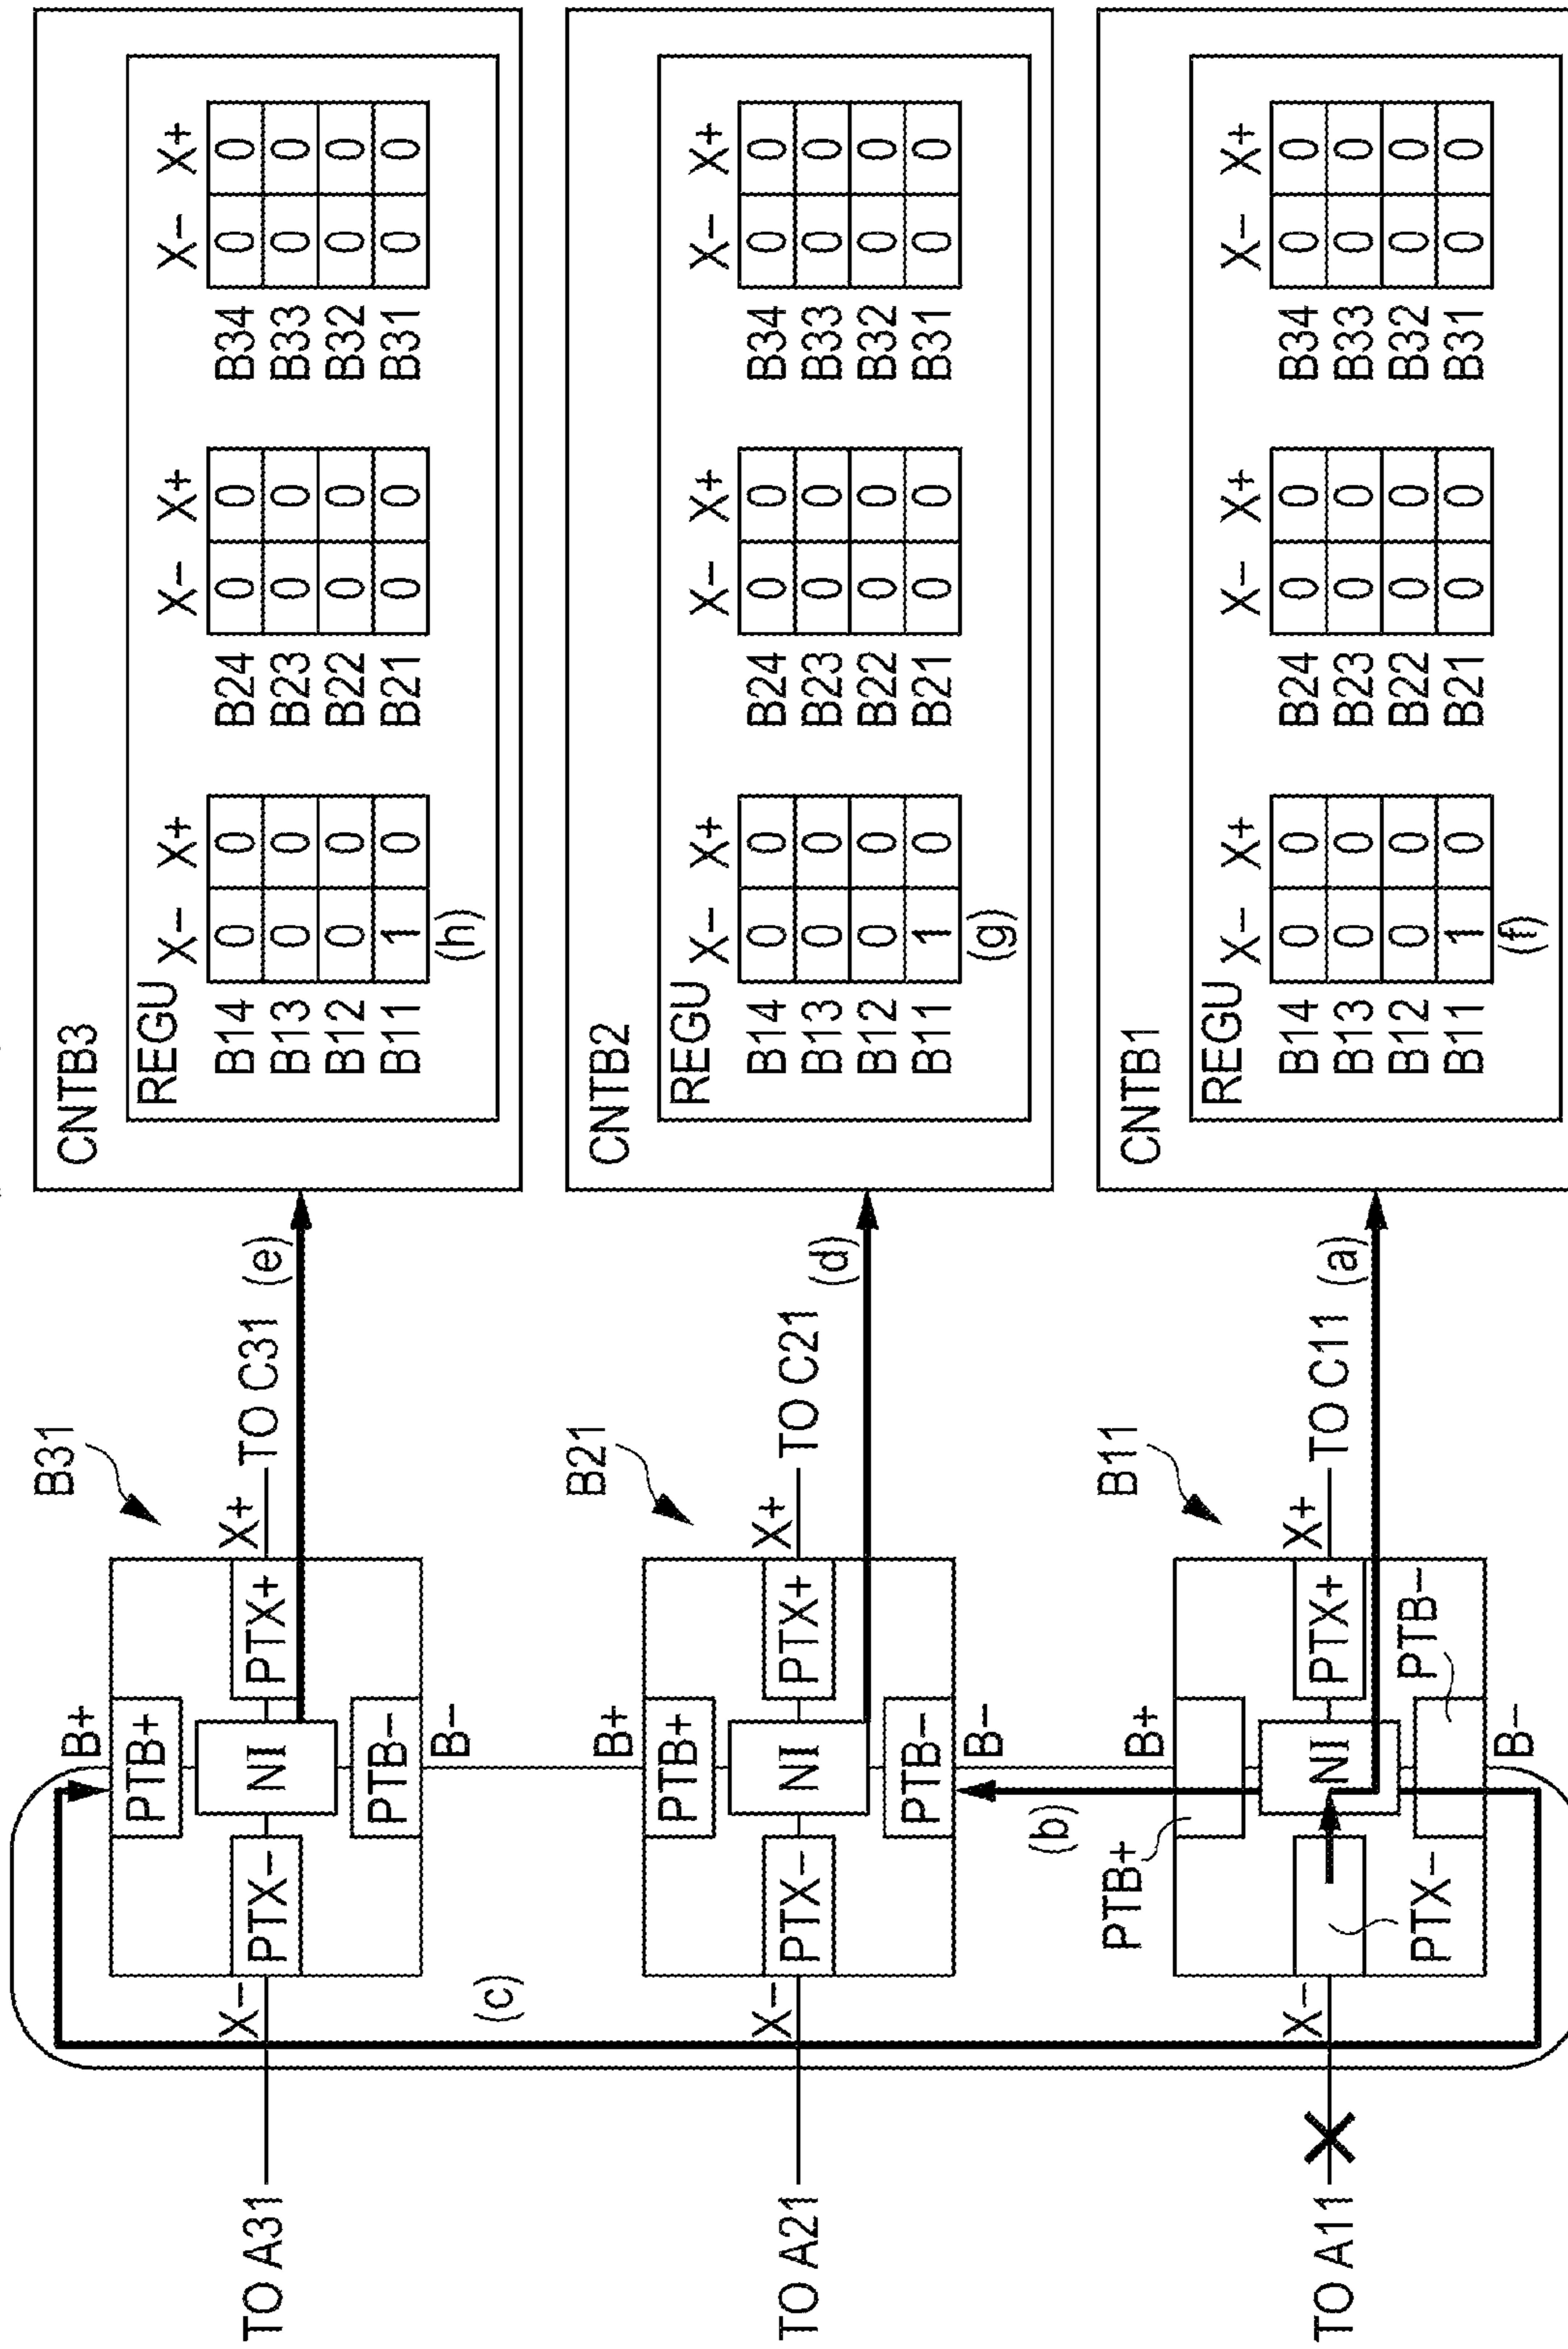 CNTB3
REGU
X− X+ X− X+ X− X+
B14 0 0 B24 0 0 B34 0 0
B13 0 0 B23 0 0 B33 0 0
B12 0 0 B22 0 0 B32 0 0
B11 1 0 B21 0 0 B31 0 0
(h)
CNTB2
REGU
X− X+ X− X+ X− X+
B14 0 0 B24 0 0 B34 0 0
B13 0 0 B23 0 0 B33 0 0
B12 0 0 B22 0 0 B32 0 0
B11 1 0 B21 0 0 B31 0 0
(g)
CNTB1
REGU
X− X+ X− X+ X− X+
B14 0 0 B24 0 0 B34 0 0
B13 0 0 B23 0 0 B33 0 0
B12 0 0 B22 0 0 B32 0 0
B11 1 0 B21 0 0 B31 0 0
(f)
B31
B+
PTB+
TO A31 X− PTX− NI PTX+ X+ TO C31 (e)
PTB−
B−
(c)
B21
B+
PTB+
TO A21 X− PTX− NI PTX+ X+ TO C21 (d)
PTB−
B−
(b)
B11
PTB+ B+
TO A11 X− NI PTX+ X+ TO C11 (a)
PTX− PTB−
B−